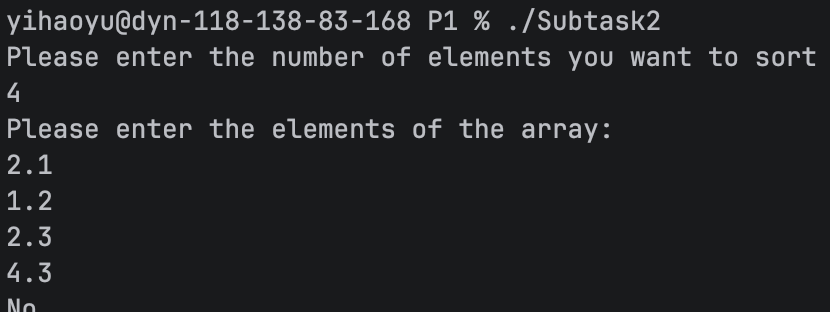 yihaoyu@dyn-118-138-83-168 P1 % ./Subtask2
Please enter the number of elements you want to sort
4
Please enter the elements of the array:
2.1
1.2
2.3
4.3
No